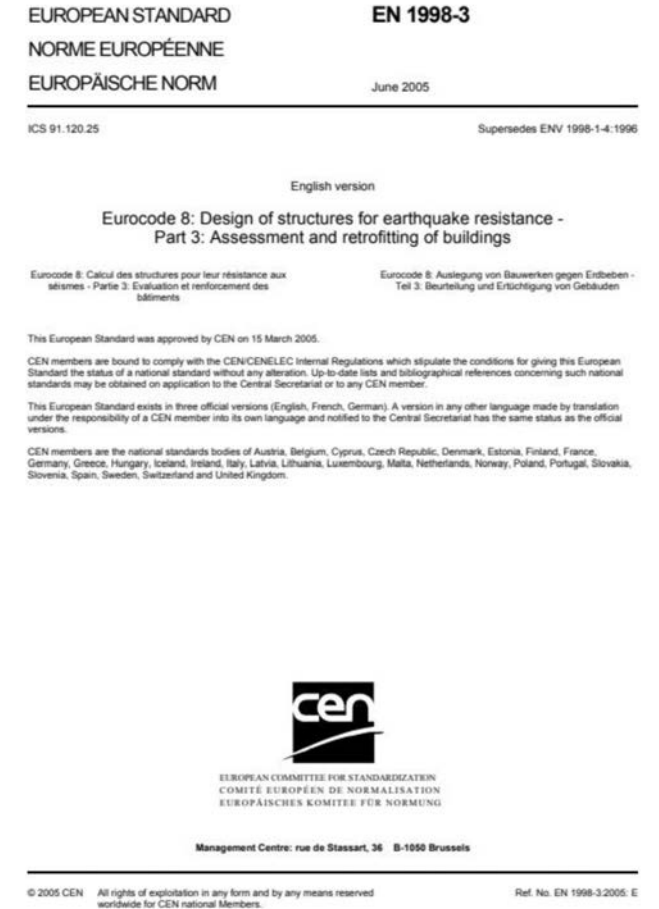 EUROPEAN STANDARD
EN 1998-3
NORME EUROPÉENNE
EUROPÄISCHE NORM
June 2005
ICS 91.120.25
Supersedes ENV 1998-1-4:1996
English version
Eurocode 8: Design of structures for earthquake resistance -
Part 3: Assessment and retrofitting of buildings
Eurocode 8: Calcul des structures pour leur résistance aux
séismes - Partie 3: Evaluation et renforcement des
bâtiments
Eurocode 8: Auslegung von Bauwerken gegen Erdbeben -
Teil 3: Beurteilung und Ertüchtigung von Gebäuden
This European Standard was approved by CEN on 15 March 2005.
CEN members are bound to comply with the CEN/CENELEC Internal Regulations which stipulate the conditions for giving this European
Standard the status of a national standard without any alteration. Up-to-date lists and bibliographical references concerning such national
standards may be obtained on application to the Central Secretariat or to any CEN member.
This European Standard exists in three official versions (English, French, German). A version in any other language made by translation
under the responsibility of a CEN member into its own language and notified to the Central Secretariat has the same status as the official
versions.
CEN members are the national standards bodies of Austria, Belgium, Cyprus, Czech Republic, Denmark, Estonia, Finland, France,
Germany, Greece, Hungary, Iceland, Ireland, Italy, Latvia, Lithuania, Luxembourg, Malta, Netherlands, Norway, Poland, Portugal, Slovakia,
Slovenia, Spain, Sweden, Switzerland and United Kingdom.
cen
EUROPEAN COMMITTEE FOR STANDARDIZATION
COMITÉ EUROPÉEN DE NORMALISATION
EUROPÄISCHES KOMITEE FÜR NORMUNG
Management Centre: rue de Stassart, 36 B-1050 Brussels
© 2005 CEN All rights of exploitation in any form and by any means reserved
worldwide for CEN national Members.
Ref. No. EN 1998-3:2005: E